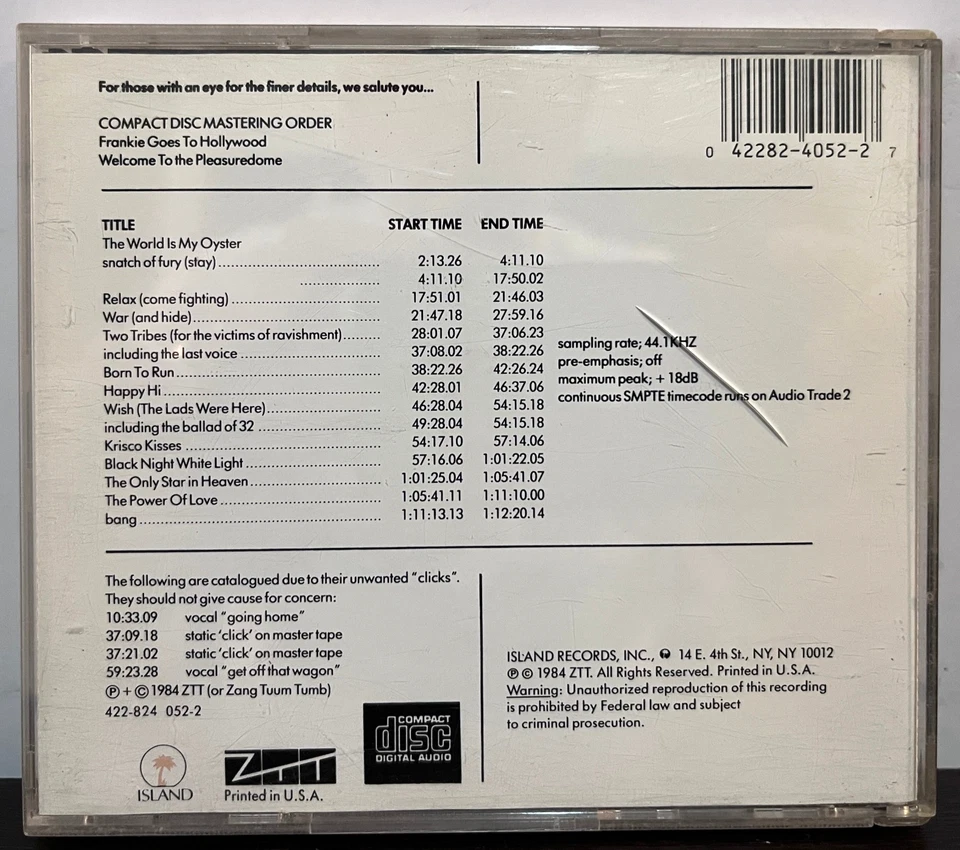 For those with an eye for the finer details, we salute you...
COMPACT DISC MASTERING ORDER
Frankie Goes To Hollywood
Welcome To the Pleasuredome
0 42282-4052-2 7
TITLE START TIME END TIME
The World Is My Oyster
snatch of fury (stay) 2:13.26 4:11.10
4:11.10 17:50.02
Relax (come fighting) 17:51.01 21:46.03
War (and hide) 21:47.18 27:59.16
Two Tribes (for the victims of ravishment) 28:01.07 37:06.23
including the last voice 37:08.02 38:22.26
Born To Run 38:22.26 42:26.24
Happy Hi 42:28.01 46:37.06
Wish (The Lads Were Here) 46:28.04 54:15.18
including the ballad of 32 49:28.04 54:15.18
Krisco Kisses 54:17.10 57:14.06
Black Night White Light 57:16.06 1:01:22.05
The Only Star in Heaven 1:01:25.04 1:05:41.07
The Power Of Love 1:05:41.11 1:11:10.00
bang 1:11:13.13 1:12:20.14
sampling rate; 44.1KHZ
pre-emphasis; off
maximum peak; + 18dB
continuous SMPTE timecode runs on Audio Trade 2
The following are catalogued due to their unwanted "clicks".
They should not give cause for concern:
10:33.09 vocal "going home"
37:09.18 static 'click' on master tape
37:21.02 static 'click' on master tape
59:23.28 vocal "get off that wagon"
℗ + © 1984 ZTT (or Zang Tuum Tumb)
422-824 052-2
ISLAND
ZTT
Printed in U.S.A.
COMPACT
disc
DIGITAL AUDIO
ISLAND RECORDS, INC., 14 E. 4th St., NY, NY 10012
℗ © 1984 ZTT. All Rights Reserved. Printed in U.S.A.
Warning: Unauthorized reproduction of this recording
is prohibited by Federal law and subject
to criminal prosecution.